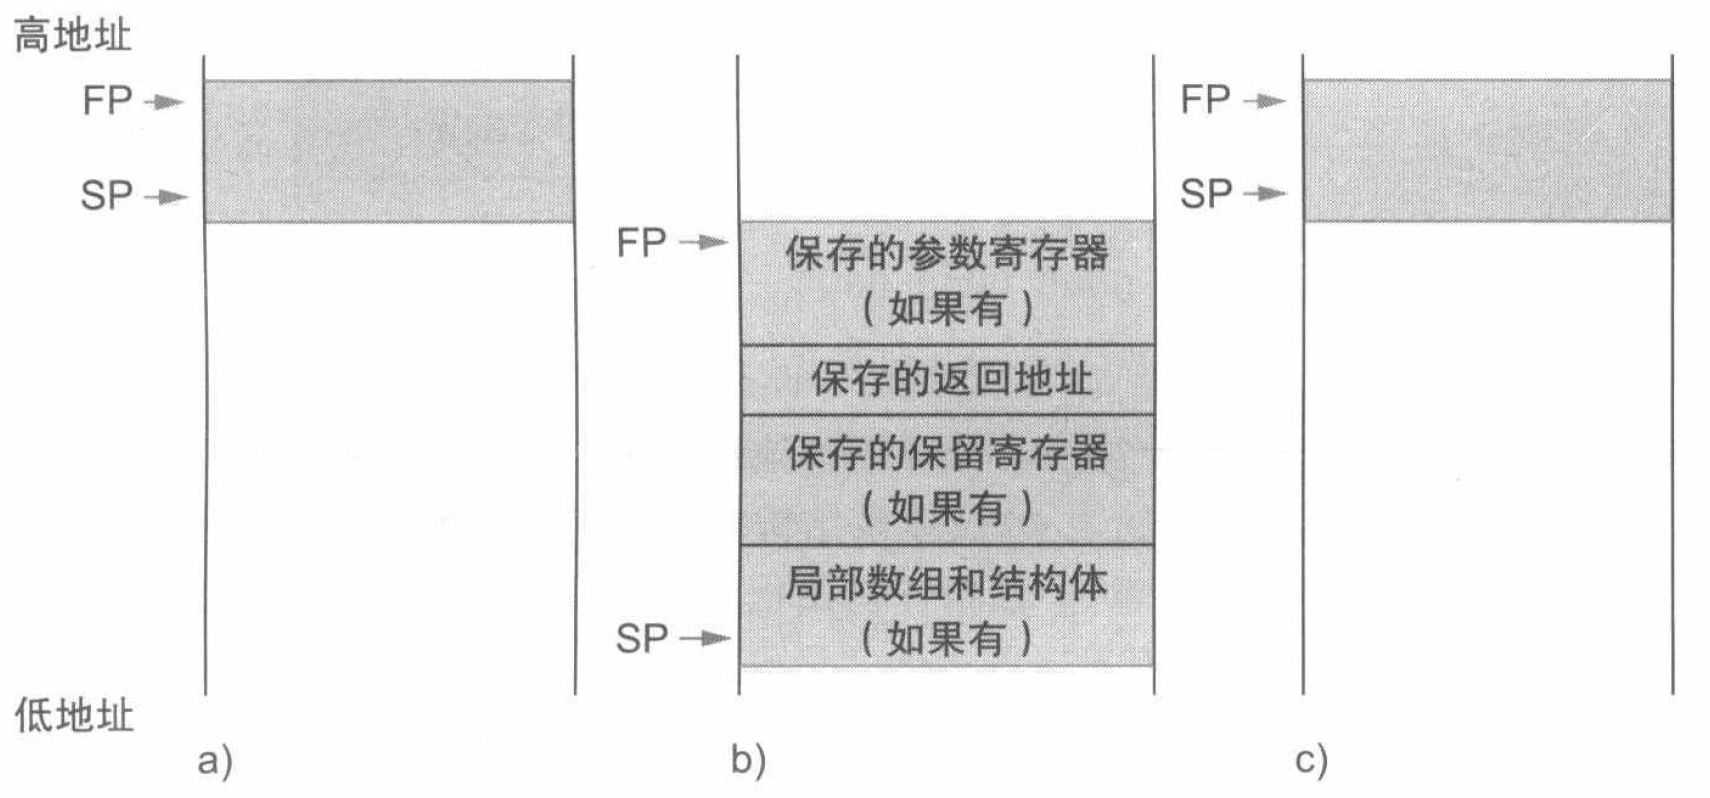 高地址
FP
SP
FP
保存的参数寄存器
（如果有）
保存的返回地址
保存的保留寄存器
（如果有）
局部数组和结构体
（如果有）
SP
FP
SP
低地址
a)
b)
c)